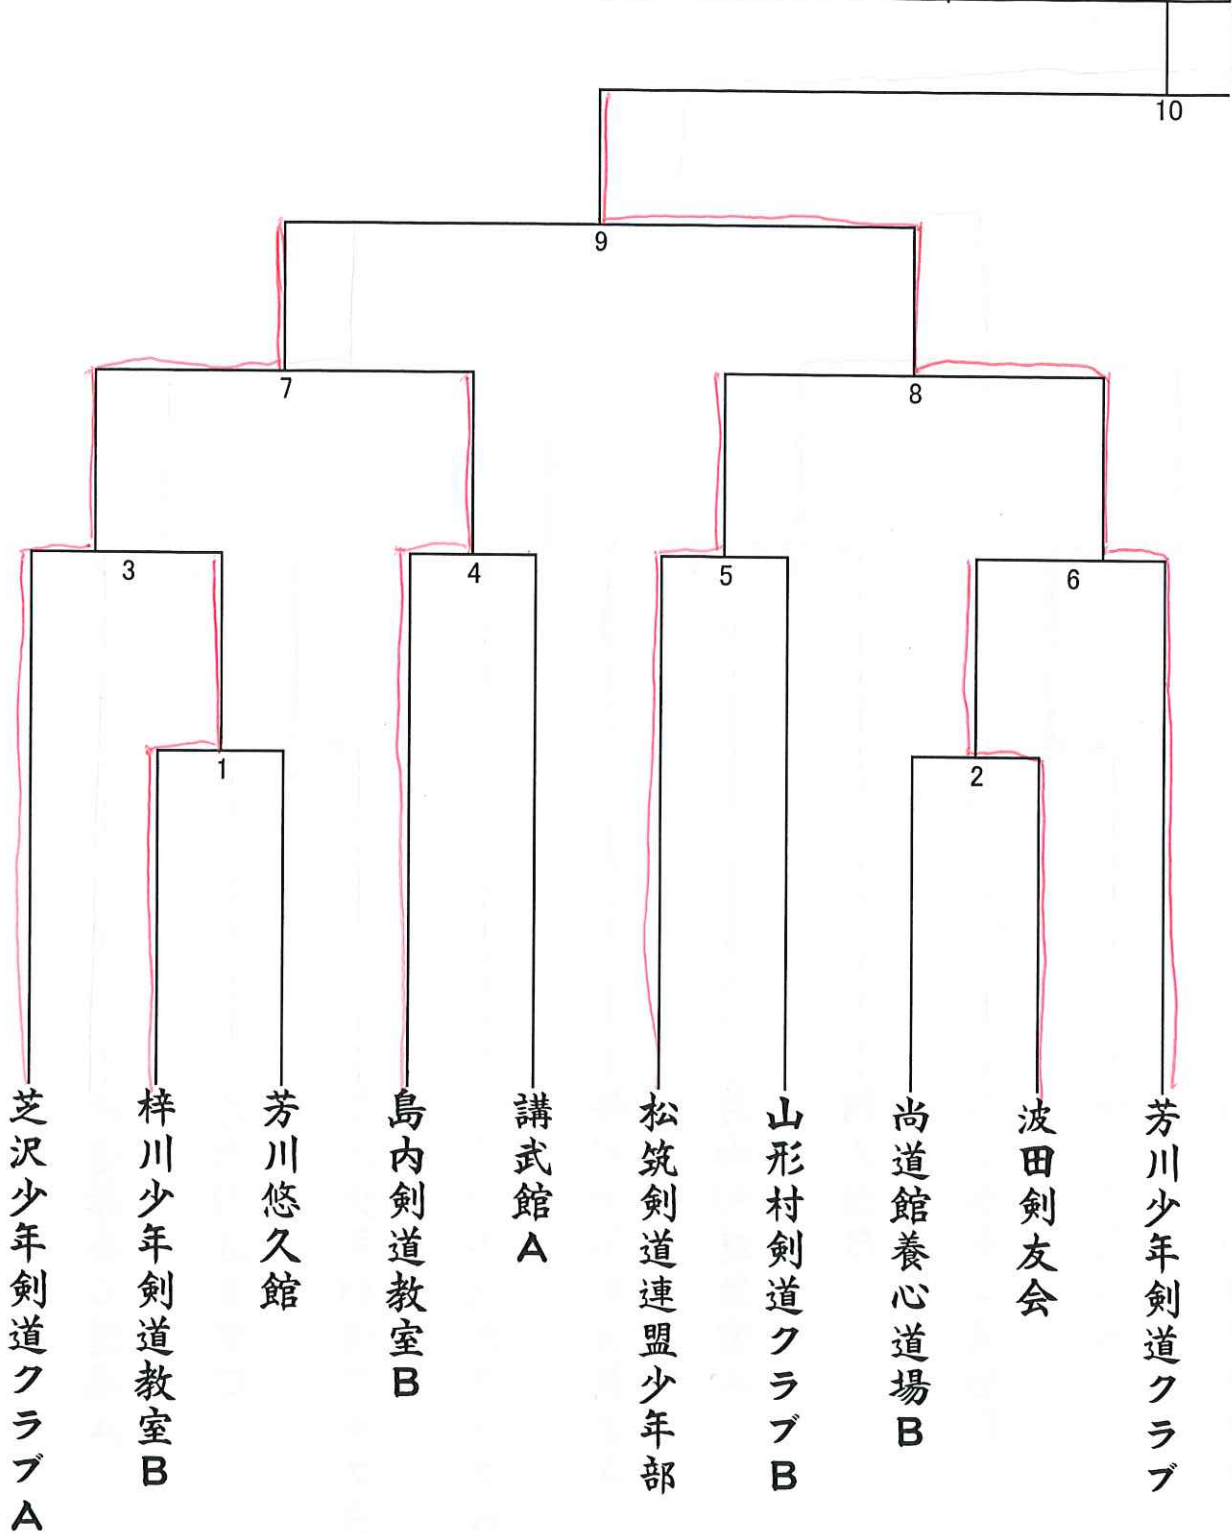 10
9
7
8
3
4
5
6
1
2
芝沢少年剣道クラブA
梓川少年剣道教室B
芳川悠久館
島内剣道教室B
講武館A
松筑剣道連盟少年部
山形村剣道クラブB
尚道館養心道場B
波田剣友会
芳川少年剣道クラブ